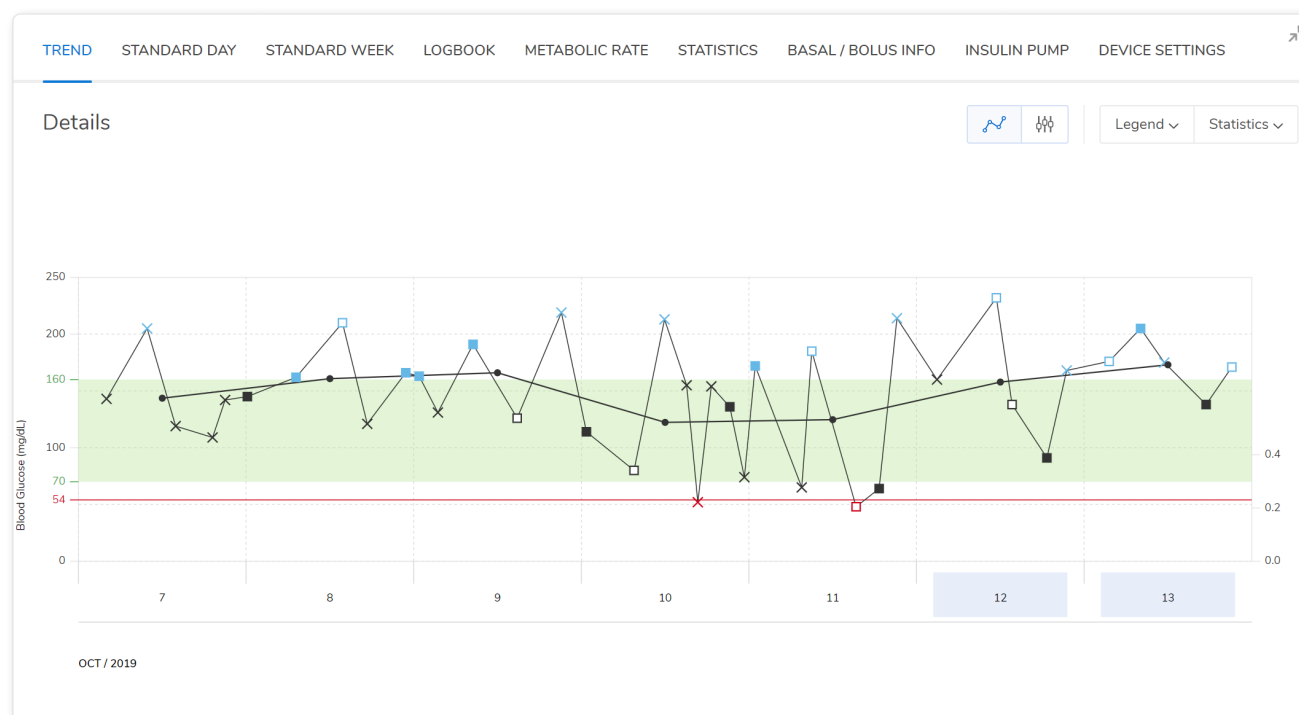 TREND STANDARD DAY STANDARD WEEK LOGBOOK METABOLIC RATE STATISTICS BASAL / BOLUS INFO INSULIN PUMP DEVICE SETTINGS
Details
Legend Statistics
250
200
160
100
70
54
0
Blood Glucose (mg/dL)
0.4
0.2
0.0
7 8 9 10 11 12 13
OCT / 2019